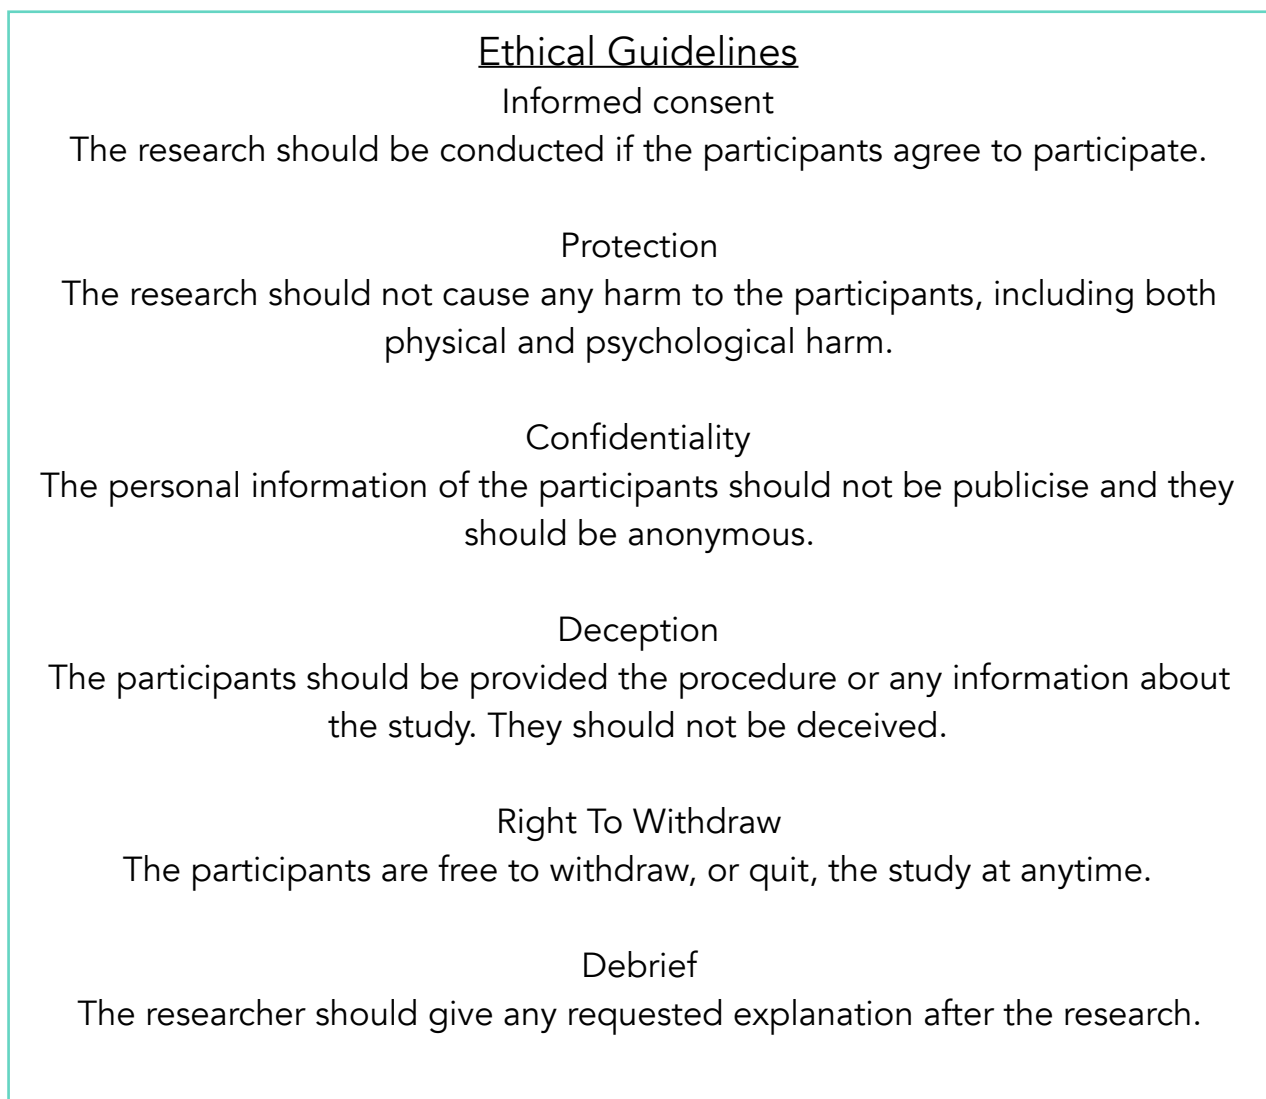 Ethical Guidelines
Informed consent
The research should be conducted if the participants agree to participate.
Protection
The research should not cause any harm to the participants, including both
physical and psychological harm.
Confidentiality
The personal information of the participants should not be publicise and they
should be anonymous.
Deception
The participants should be provided the procedure or any information about
the study. They should not be deceived.
Right To Withdraw
The participants are free to withdraw, or quit, the study at anytime.
Debrief
The researcher should give any requested explanation after the research.